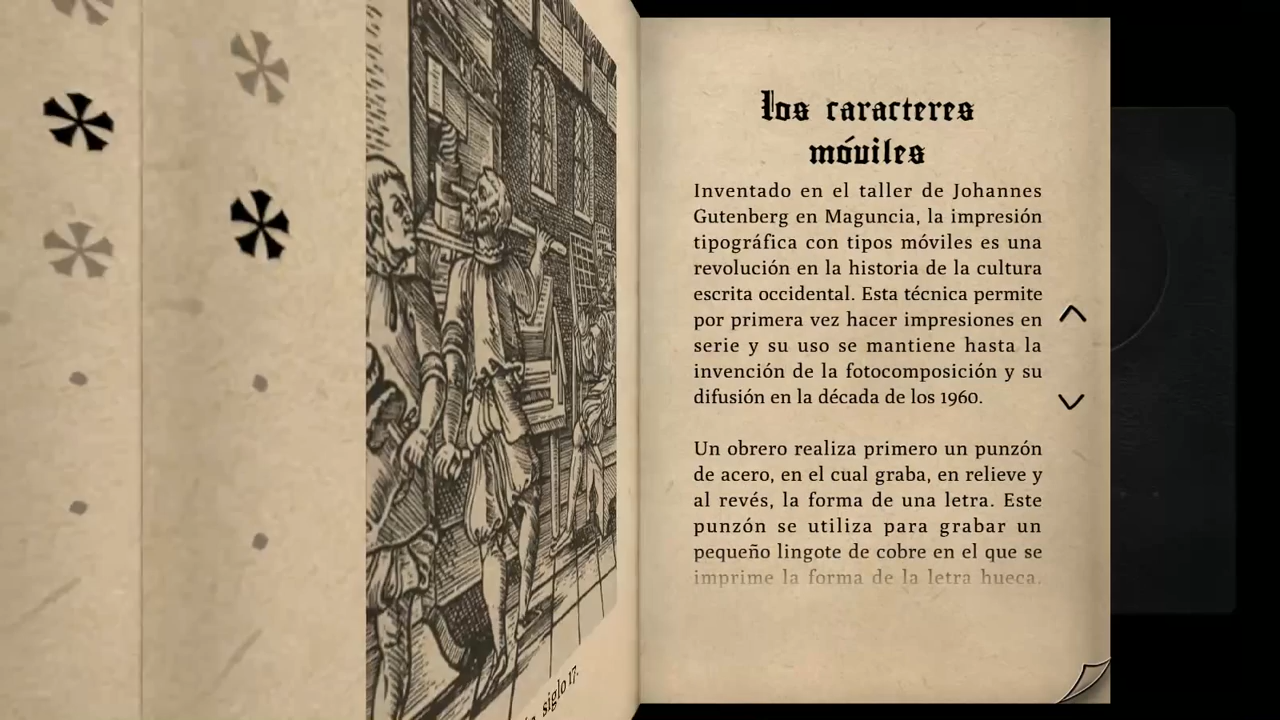 siglo 17.
los caracteres
móviles
Inventado en el taller de Johannes
Gutenberg en Maguncia, la impresión
tipográfica con tipos móviles es una
revolución en la historia de la cultura
escrita occidental. Esta técnica permite
por primera vez hacer impresiones en
serie y su uso se mantiene hasta la
invención de la fotocomposición y su
difusión en la década de los 1960.
Un obrero realiza primero un punzón
de acero, en el cual graba, en relieve y
al revés, la forma de una letra. Este
punzón se utiliza para grabar un
pequeño lingote de cobre en el que se
imprime la forma de la letra hueca.